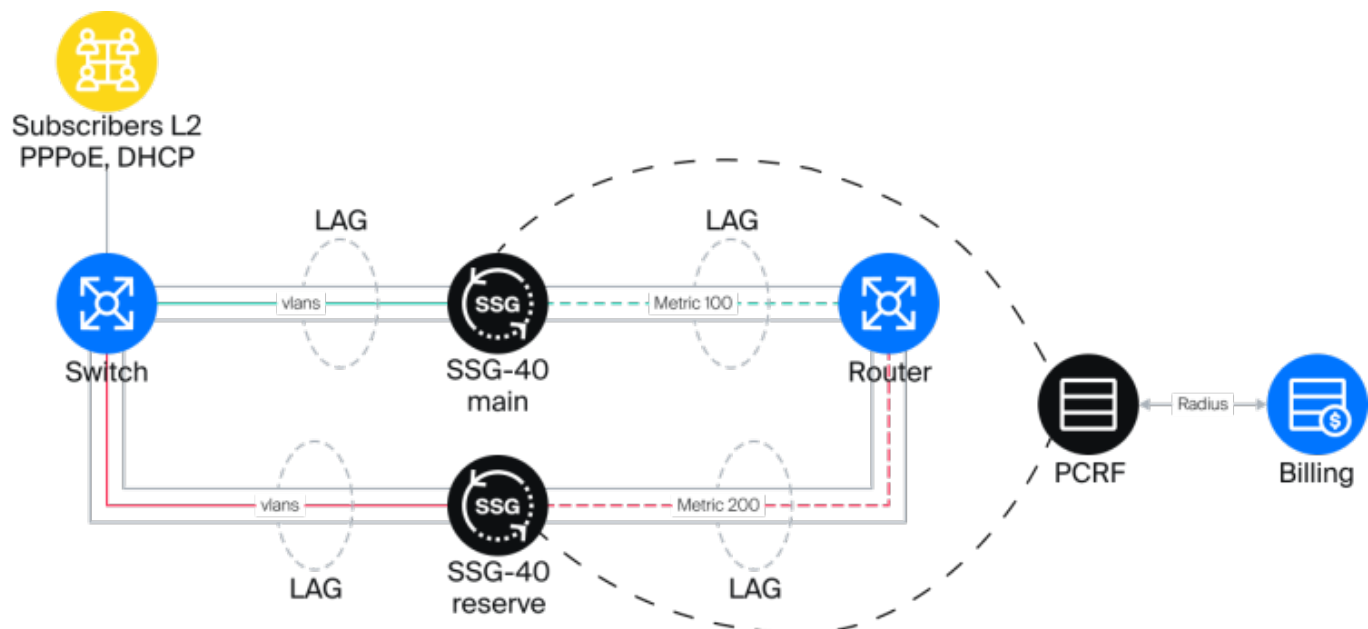 Subscribers L2
PPPoE, DHCP
LAG
LAG
vlans
SSG
Metric 100
Switch
SSG-40
main
Router
Radius
PCRF
Billing
$
vlans
SSG
Metric 200
LAG
SSG-40
reserve
LAG